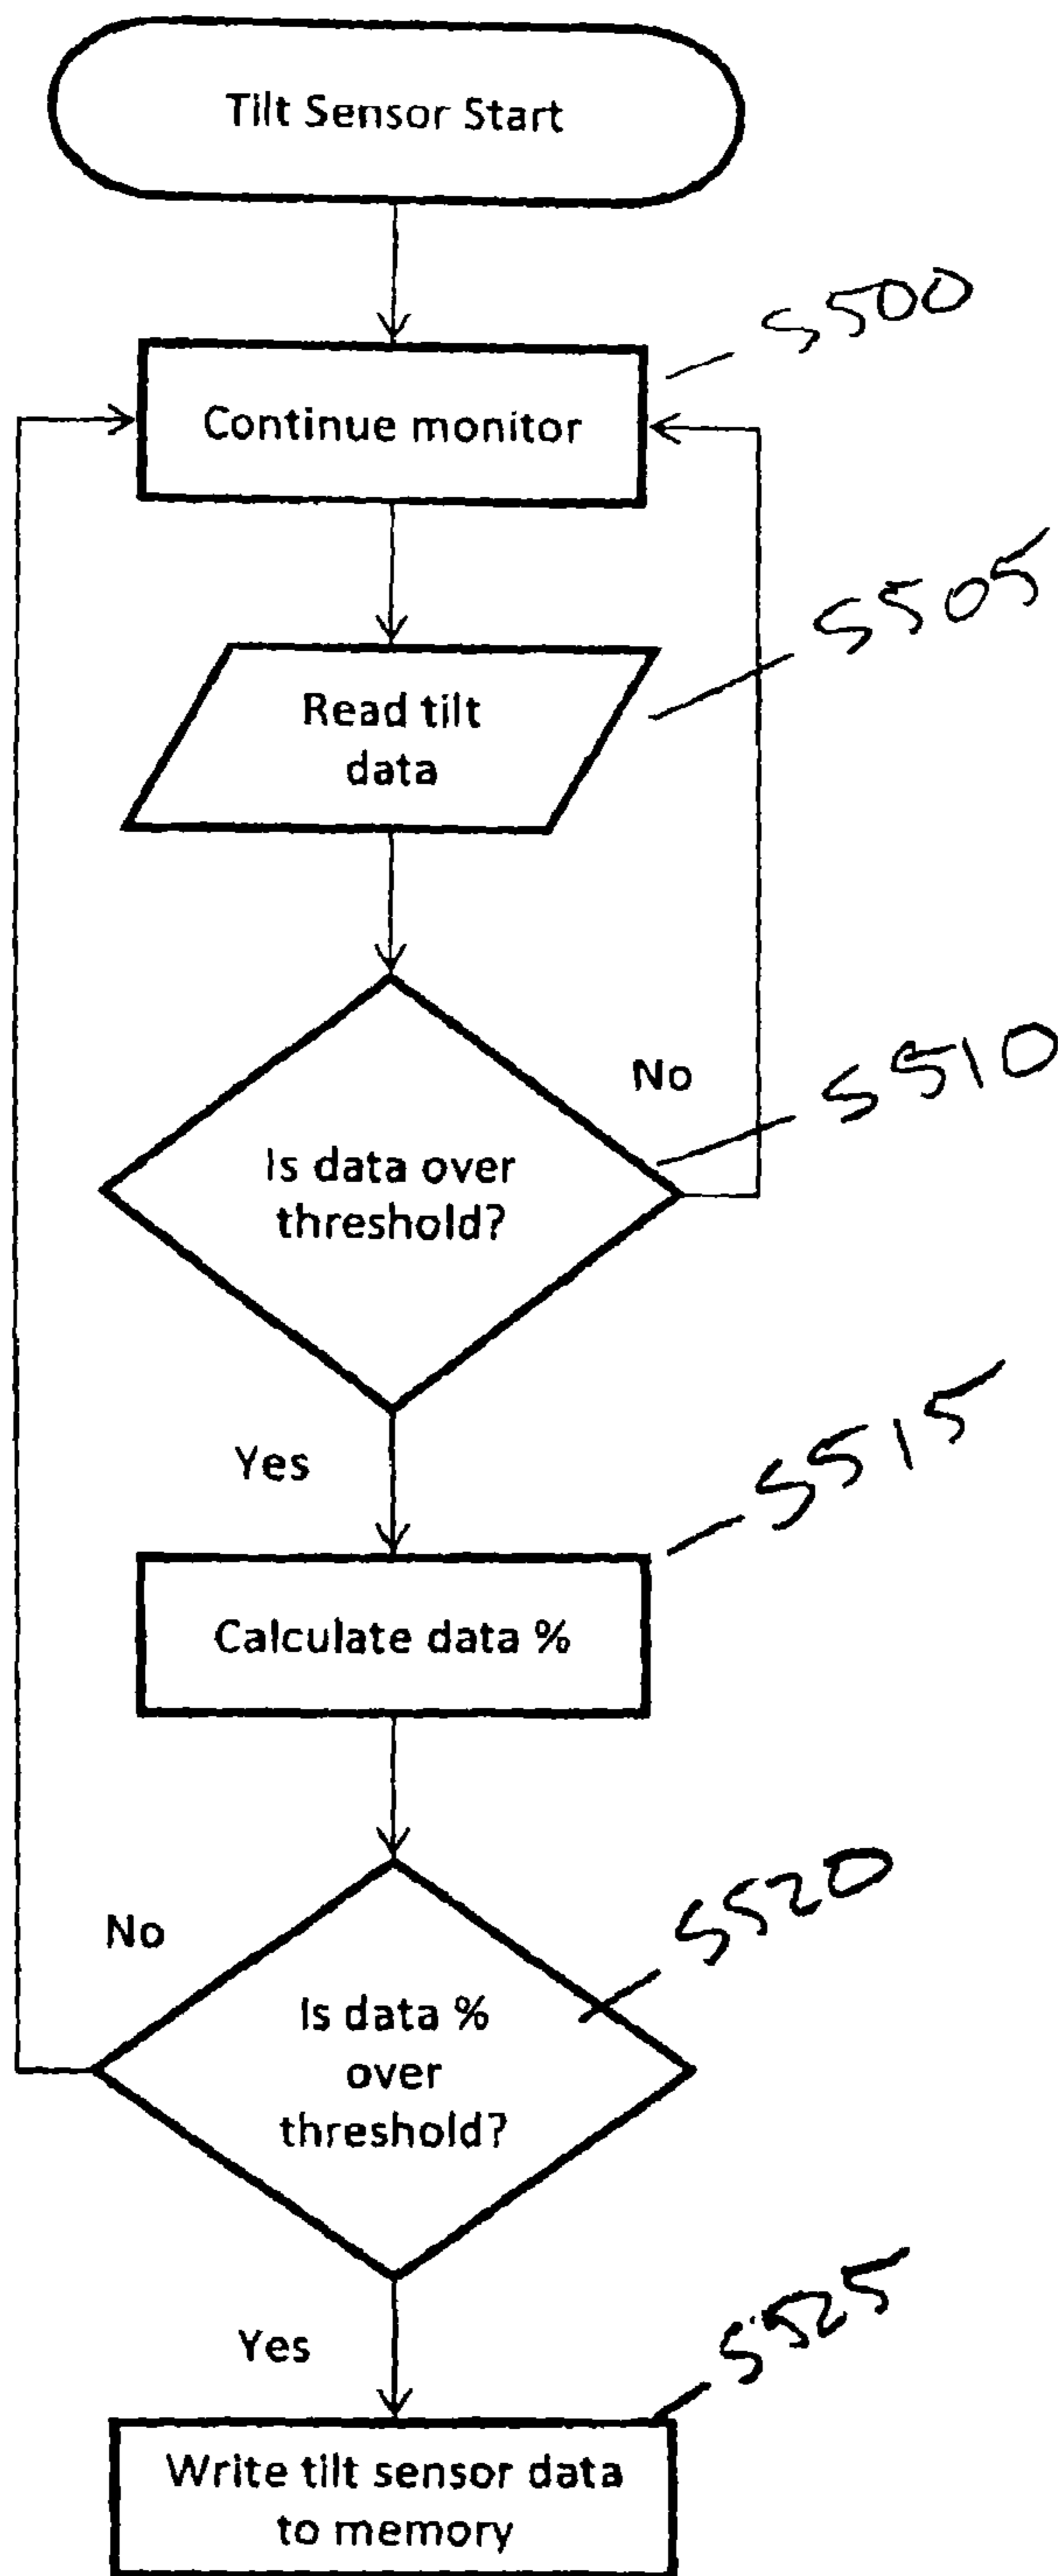 Tilt Sensor Start
S500
Continue monitor
S505
Read tilt
data
No
S510
Is data over
threshold?
Yes
S515
Calculate data %
S520
No
Is data %
over
threshold?
Yes
S525
Write tilt sensor data
to memory